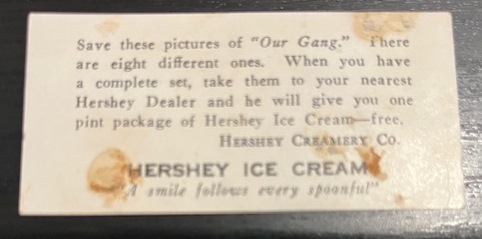 Save these pictures of "Our Gang." There
are eight different ones. When you have
a complete set, take them to your nearest
Hershey Dealer and he will give you one
pint package of Hershey Ice Cream—free.
HERSHEY CREAMERY CO.
HERSHEY ICE CREAM
"A smile follows every spoonful"